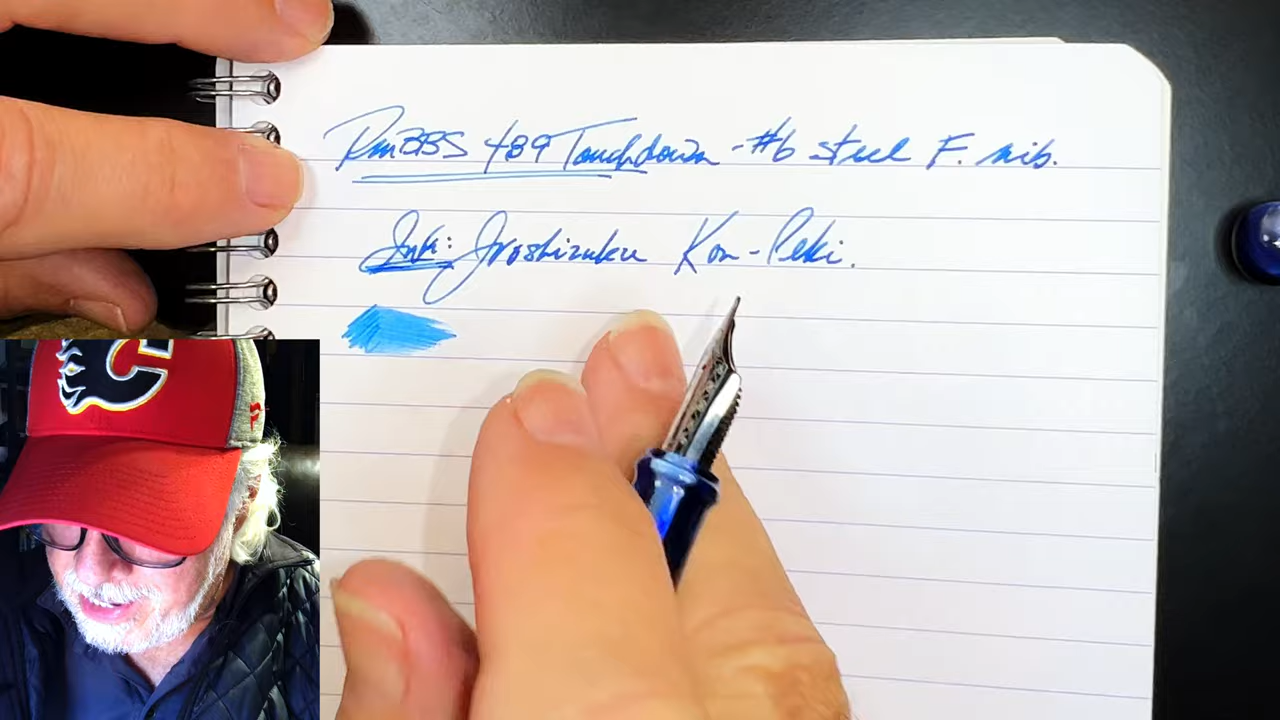 PenBBS 489 Touchdown - #6 steel F. nib.
Ink: Iroshizuku Kon-Peki.
C